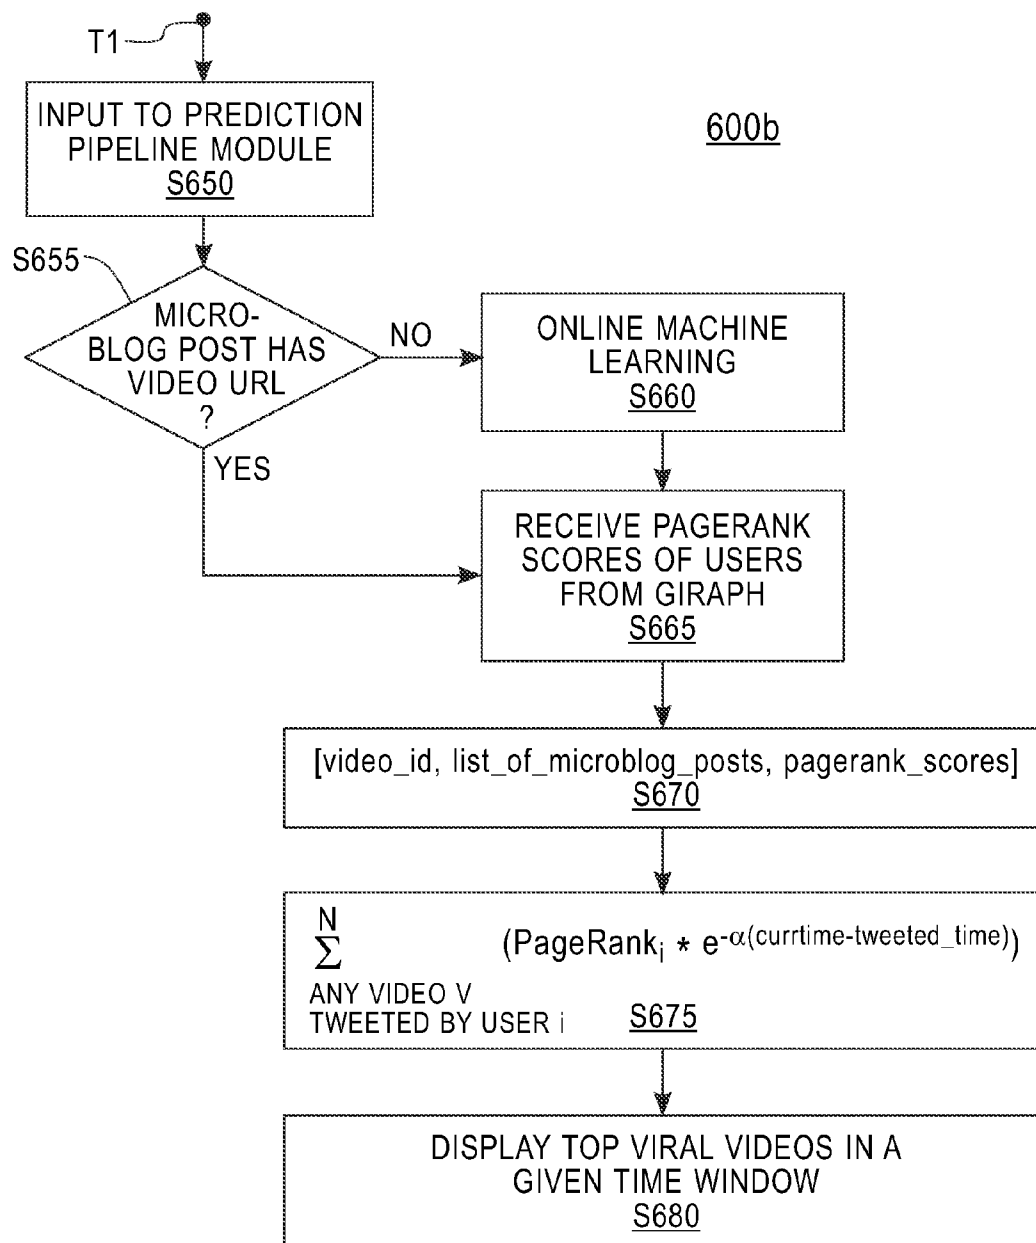 T1
INPUT TO PREDICTION
PIPELINE MODULE
S650
600b
S655
MICRO-
BLOG POST HAS
VIDEO URL
?
NO
YES
ONLINE MACHINE
LEARNING
S660
RECEIVE PAGERANK
SCORES OF USERS
FROM GIRAPH
S665
[video_id, list_of_microblog_posts, pagerank_scores]
S670
N
Σ (PageRankᵢ * e^-α(currtime-tweeted_time))
ANY VIDEO V
TWEETED BY USER i
S675
DISPLAY TOP VIRAL VIDEOS IN A
GIVEN TIME WINDOW
S680